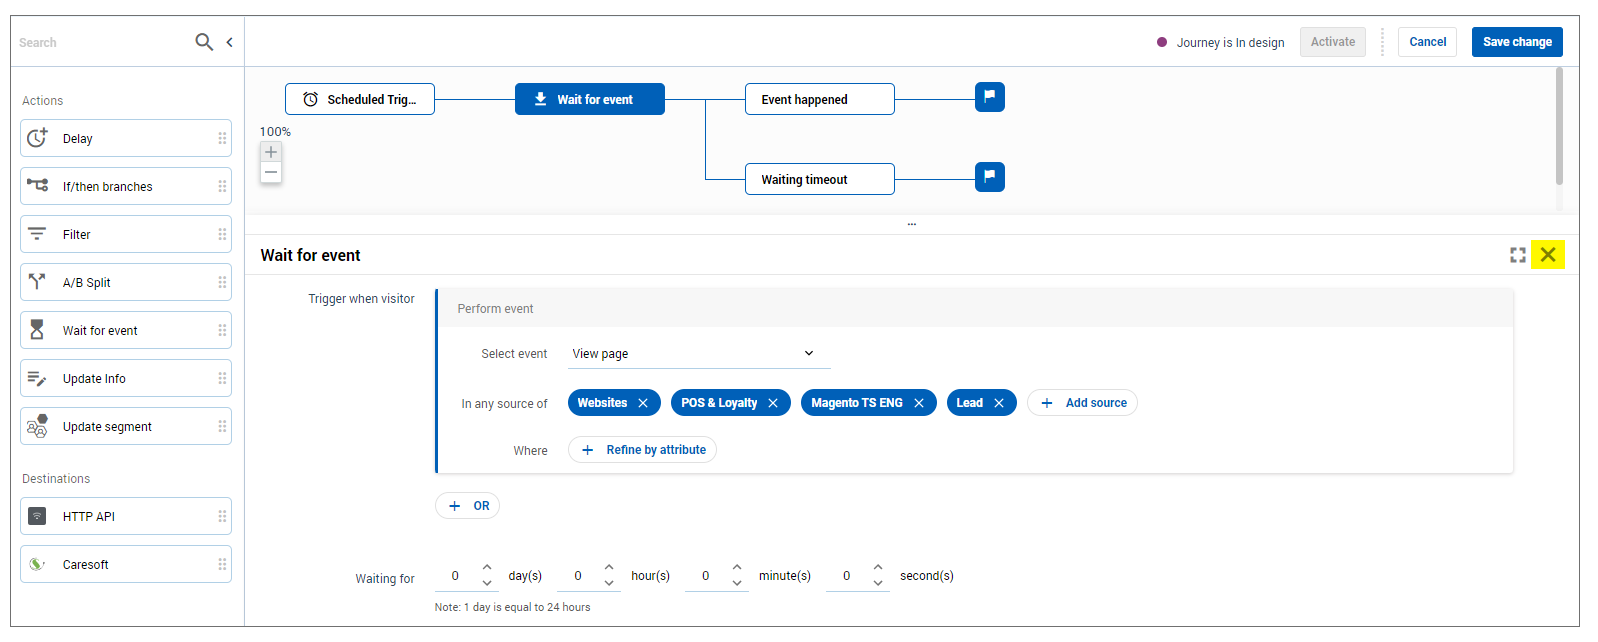 Search
Journey is In design
Activate
Cancel
Save change
Actions
Delay
If/then branches
Filter
A/B Split
Wait for event
Update Info
Update segment
Destinations
HTTP API
Caresoft
Scheduled Trig...
Wait for event
Event happened
Waiting timeout
100%
Wait for event
Trigger when visitor
Perform event
Select event View page
In any source of Websites POS & Loyalty Magento TS ENG Lead Add source
Where Refine by attribute
OR
Waiting for 0 day(s) 0 hour(s) 0 minute(s) 0 second(s)
Note: 1 day is equal to 24 hours